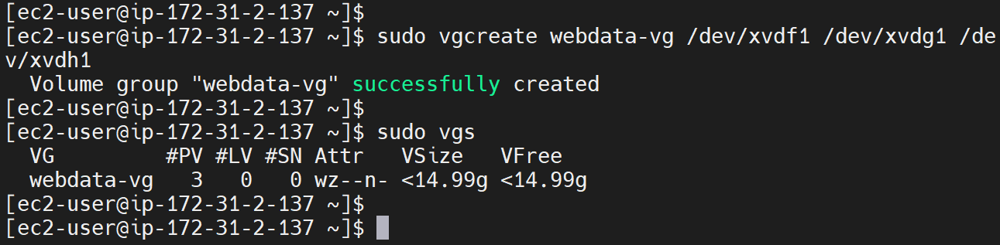 [ec2-user@ip-172-31-2-137 ~]$
[ec2-user@ip-172-31-2-137 ~]$ sudo vgcreate webdata-vg /dev/xvdf1 /dev/xvdg1 /de
v/xvdh1
  Volume group "webdata-vg" successfully created
[ec2-user@ip-172-31-2-137 ~]$
[ec2-user@ip-172-31-2-137 ~]$ sudo vgs
  VG         #PV #LV #SN Attr   VSize   VFree
  webdata-vg   3   0   0 wz--n- <14.99g <14.99g
[ec2-user@ip-172-31-2-137 ~]$
[ec2-user@ip-172-31-2-137 ~]$